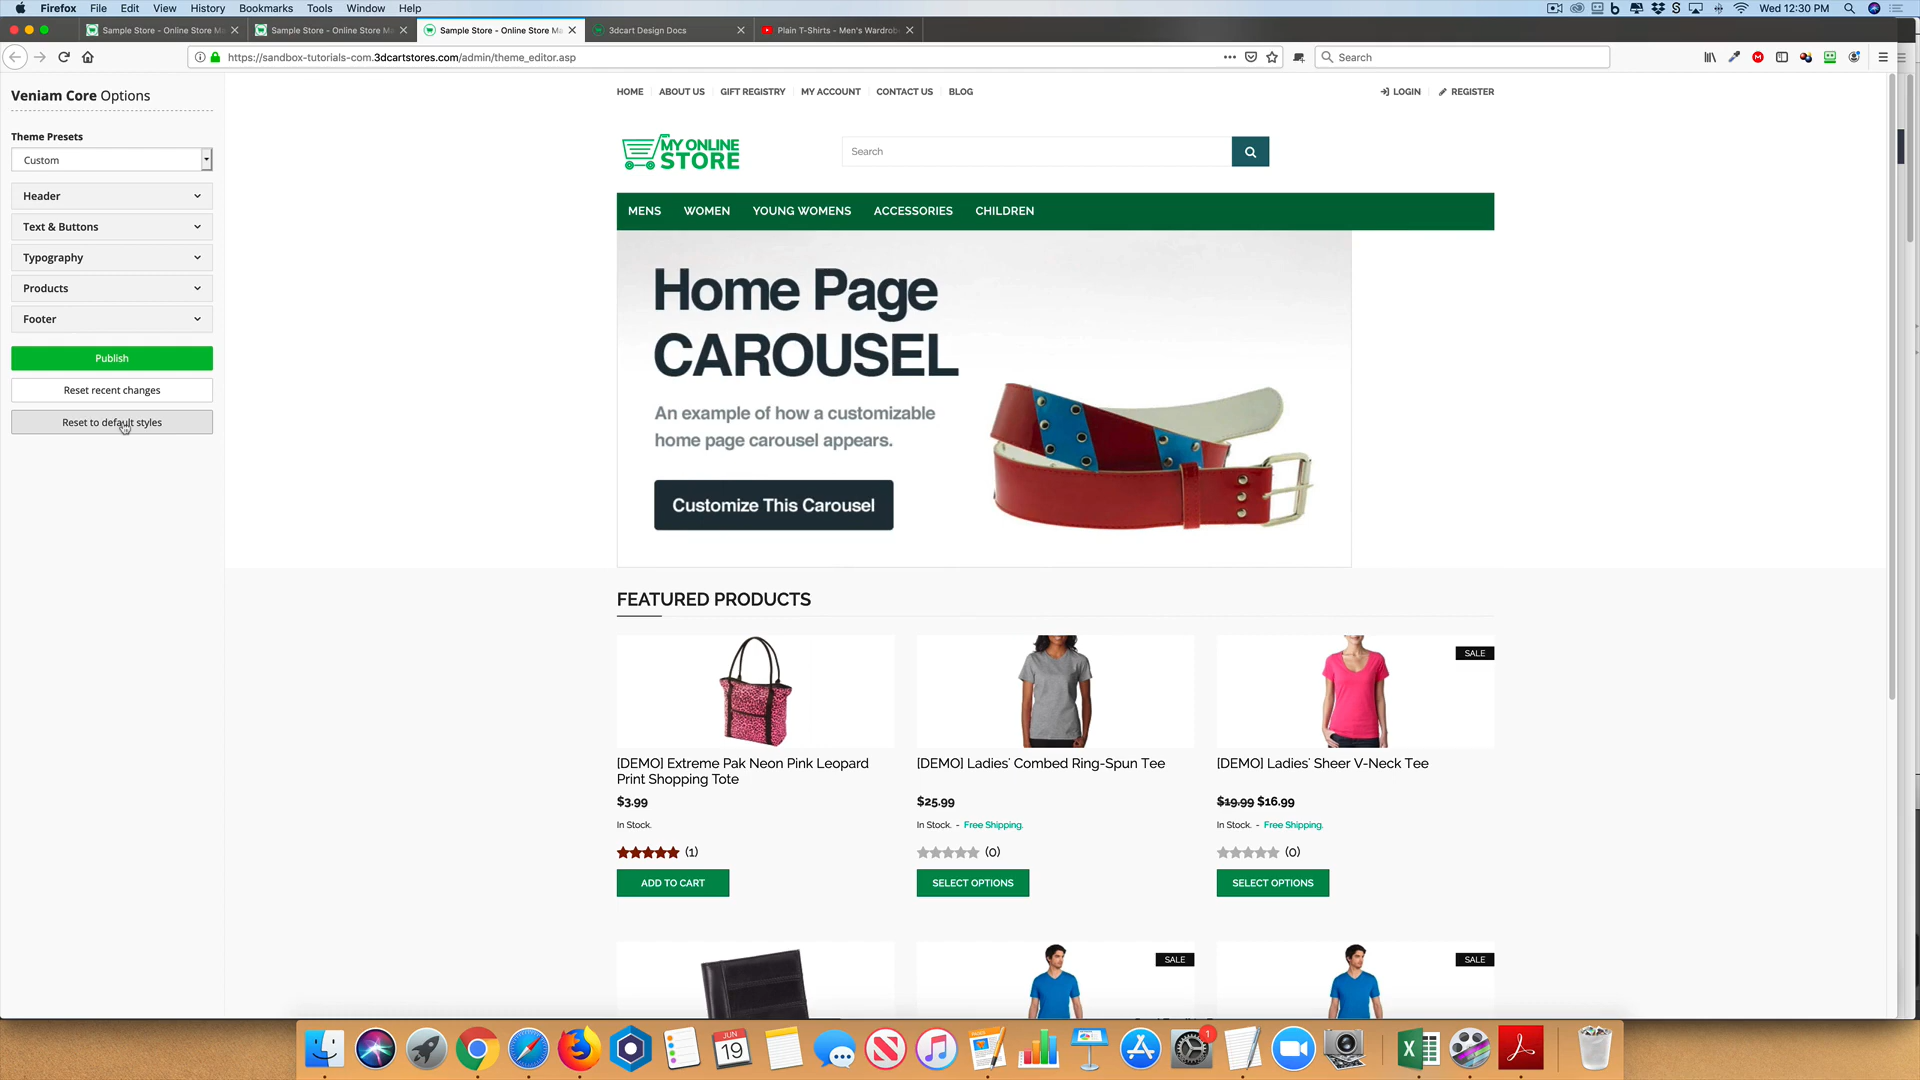 Firefox File Edit View History Bookmarks Tools Window Help Wed 12:30 PM
Sample Store - Online Store Ma Sample Store - Online Store Ma Sample Store - Online Store Ma 3dcart Design Docs Plain T-Shirts - Men's Wardrob
https://sandbox-tutorials-com.3dcartstores.com/admin/theme_editor.asp Search
Veniam Core Options
Theme Presets
Custom
Header
Text & Buttons
Typography
Products
Footer
Publish
Reset recent changes
Reset to default styles
HOME ABOUT US GIFT REGISTRY MY ACCOUNT CONTACT US BLOG LOGIN REGISTER
MY ONLINE
STORE
Search
MENS WOMEN YOUNG WOMENS ACCESSORIES CHILDREN
Home Page
CAROUSEL
An example of how a customizable
home page carousel appears.
Customize This Carousel
FEATURED PRODUCTS
SALE
[DEMO] Extreme Pak Neon Pink Leopard
Print Shopping Tote
$3.99
In Stock.
(1)
ADD TO CART
[DEMO] Ladies' Combed Ring-Spun Tee
$25.99
In Stock. - Free Shipping.
(0)
SELECT OPTIONS
[DEMO] Ladies' Sheer V-Neck Tee
$19.99 $16.99
In Stock. - Free Shipping.
(0)
SELECT OPTIONS
SALE
SALE
JUN
19
1